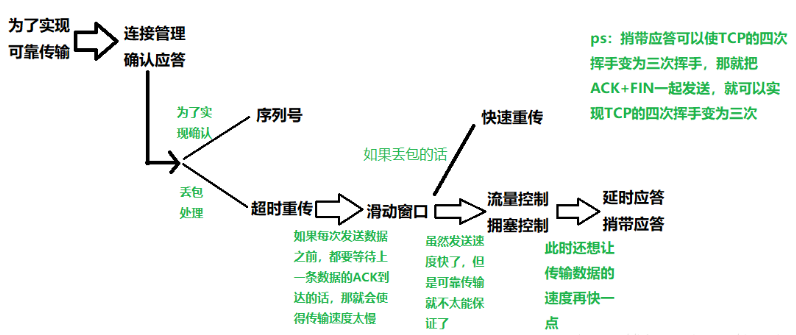 为了实现
可靠传输
连接管理
确认应答
ps：捎带应答可以使TCP的四次
挥手变为三次挥手，那就把
ACK+FIN一起发送，就可以实
现TCP的四次挥手变为三次
为了实
现确认
序列号
快速重传
如果丢包的话
丢包
处理
超时重传
滑动窗口
流量控制
拥塞控制
延时应答
捎带应答
如果每次发送数据
之前，都要等待上
一条数据的ACK到
达的话，那就会使
得传输速度太慢
虽然发送速
度快了，但
是可靠传输
就不太能保
证了
此时还想让
传输数据的
速度再快一
点